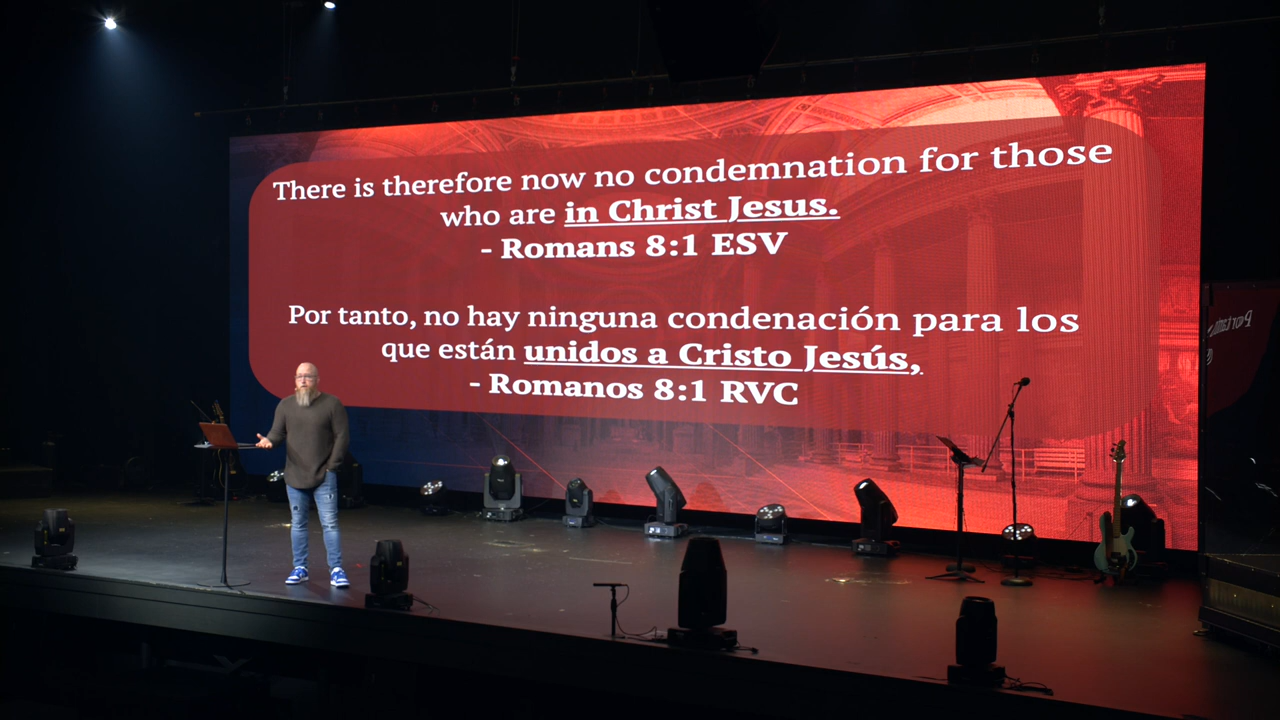 There is therefore now no condemnation for those
who are in Christ Jesus.
- Romans 8:1 ESV
Por tanto, no hay ninguna condenación para los
que están unidos a Cristo Jesús,
- Romanos 8:1 RVC